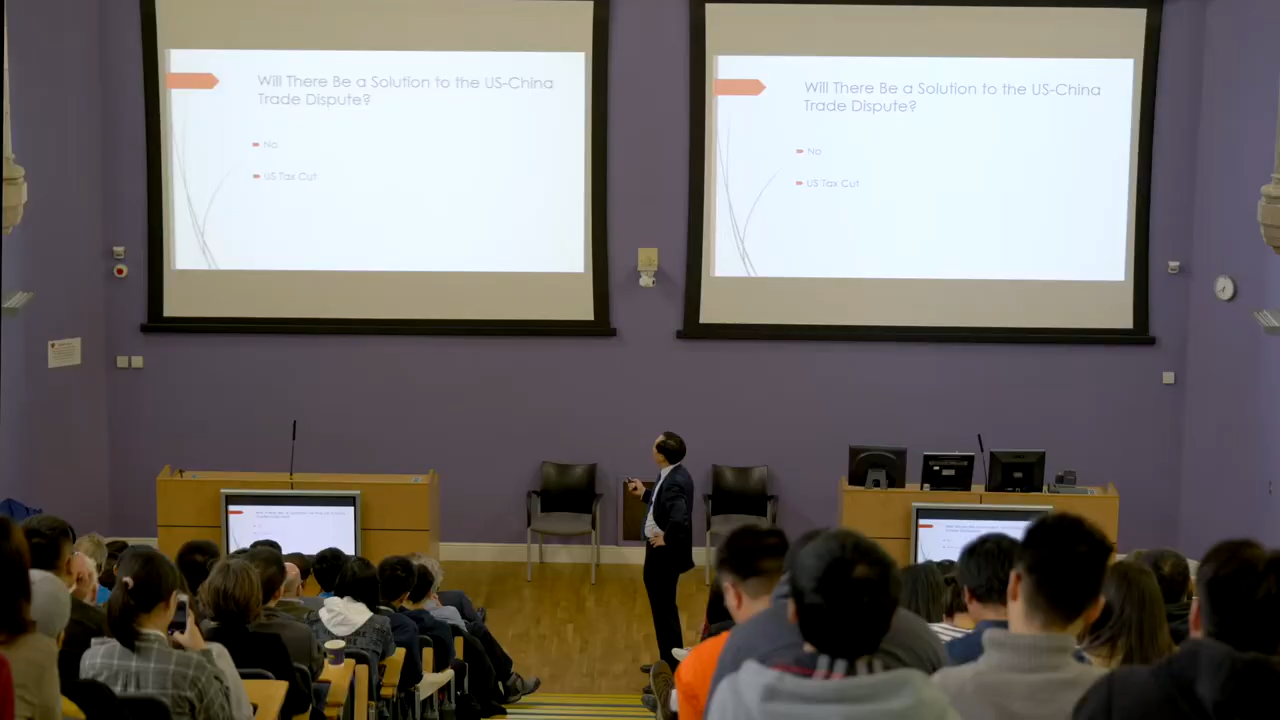 Will There Be a Solution to the US-China
Trade Dispute?
No
US Tax Cut
Will There Be a Solution to the US-China
Trade Dispute?
No
US Tax Cut